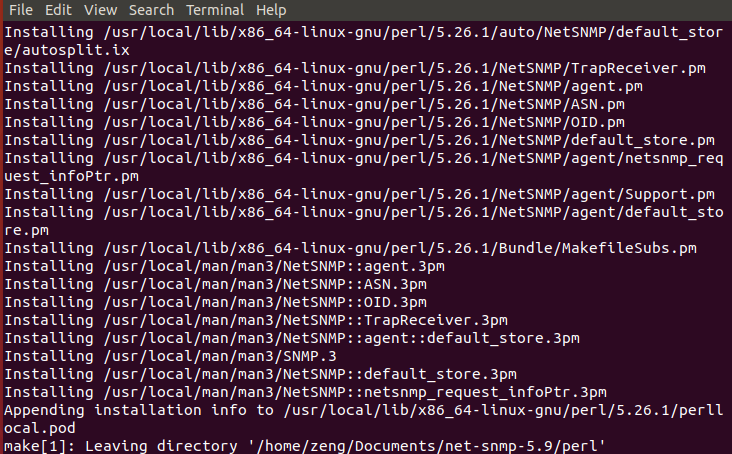 File Edit View Search Terminal Help
Installing /usr/local/lib/x86_64-linux-gnu/perl/5.26.1/auto/NetSNMP/default_stor
e/autosplit.ix
Installing /usr/local/lib/x86_64-linux-gnu/perl/5.26.1/NetSNMP/TrapReceiver.pm
Installing /usr/local/lib/x86_64-linux-gnu/perl/5.26.1/NetSNMP/agent.pm
Installing /usr/local/lib/x86_64-linux-gnu/perl/5.26.1/NetSNMP/ASN.pm
Installing /usr/local/lib/x86_64-linux-gnu/perl/5.26.1/NetSNMP/OID.pm
Installing /usr/local/lib/x86_64-linux-gnu/perl/5.26.1/NetSNMP/default_store.pm
Installing /usr/local/lib/x86_64-linux-gnu/perl/5.26.1/NetSNMP/agent/netsnmp_req
uest_infoPtr.pm
Installing /usr/local/lib/x86_64-linux-gnu/perl/5.26.1/NetSNMP/agent/Support.pm
Installing /usr/local/lib/x86_64-linux-gnu/perl/5.26.1/NetSNMP/agent/default_sto
re.pm
Installing /usr/local/lib/x86_64-linux-gnu/perl/5.26.1/Bundle/MakefileSubs.pm
Installing /usr/local/man/man3/NetSNMP::agent.3pm
Installing /usr/local/man/man3/NetSNMP::ASN.3pm
Installing /usr/local/man/man3/NetSNMP::OID.3pm
Installing /usr/local/man/man3/NetSNMP::TrapReceiver.3pm
Installing /usr/local/man/man3/NetSNMP::agent::default_store.3pm
Installing /usr/local/man/man3/SNMP.3
Installing /usr/local/man/man3/NetSNMP::default_store.3pm
Installing /usr/local/man/man3/NetSNMP::netsnmp_request_infoPtr.3pm
Appending installation info to /usr/local/lib/x86_64-linux-gnu/perl/5.26.1/perll
ocal.pod
make[1]: Leaving directory '/home/zeng/Documents/net-snmp-5.9/perl'